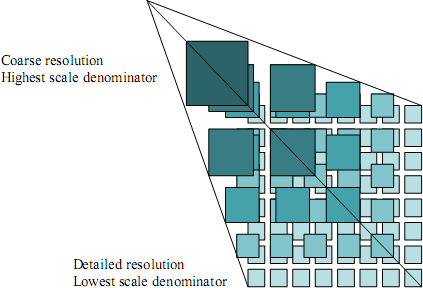 Coarse resolution
Highest scale denominator
Detailed resolution
Lowest scale denominator